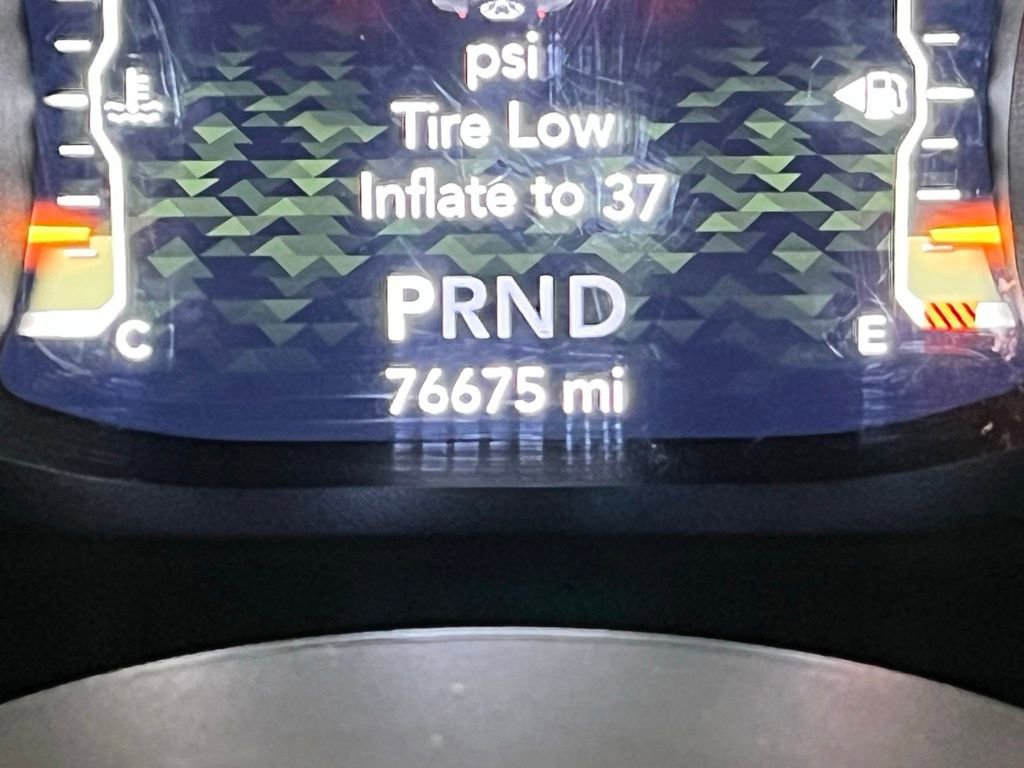 psi
Tire Low
Inflate to 37
PRND
C
E
76675 mi